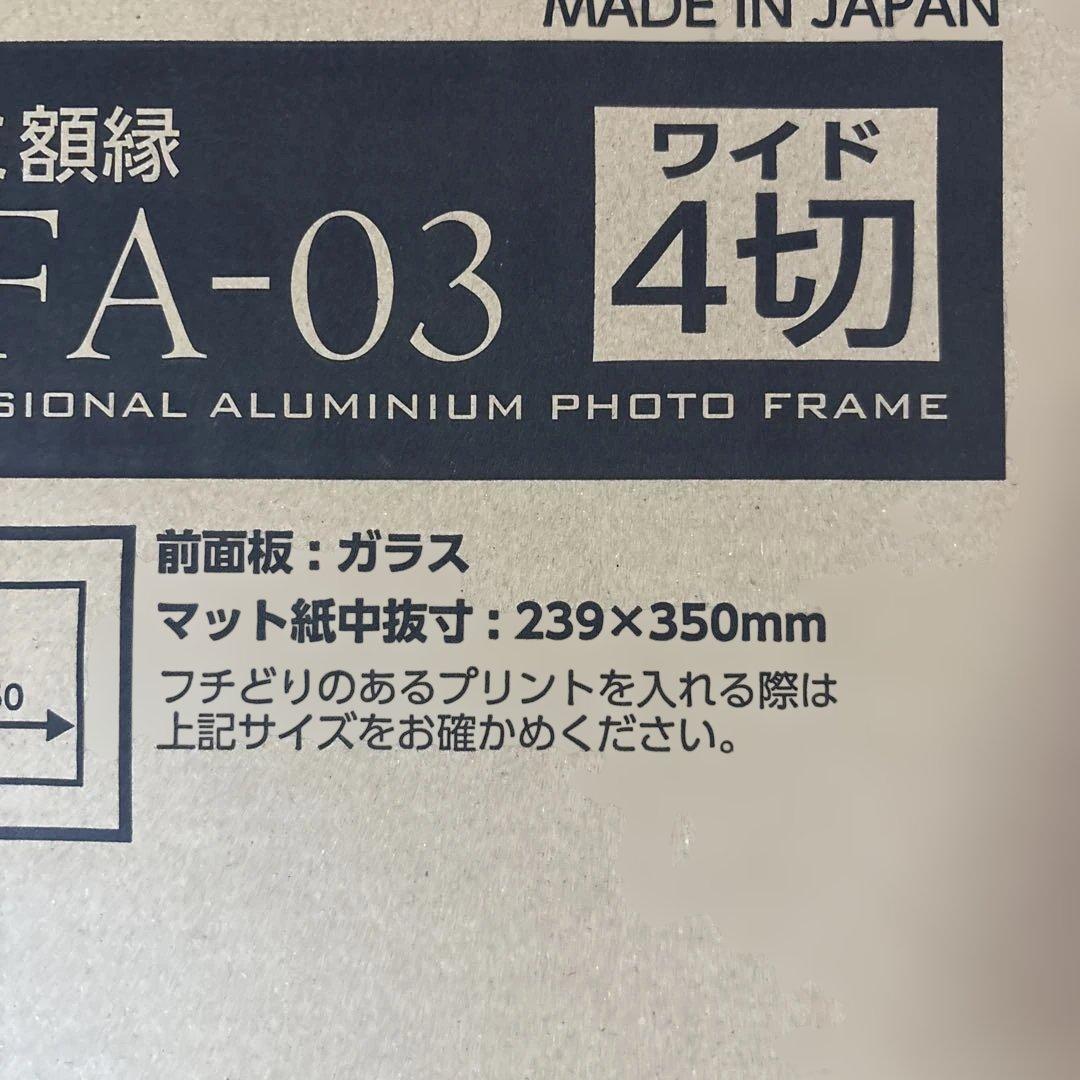 MADE IN JAPAN
額縁
ワイド
4切
FA-03
SIONAL ALUMINIUM PHOTO FRAME
前面板：ガラス
マット紙中抜寸：239×350mm
フチどりのあるプリントを入れる際は
上記サイズをお確かめください。